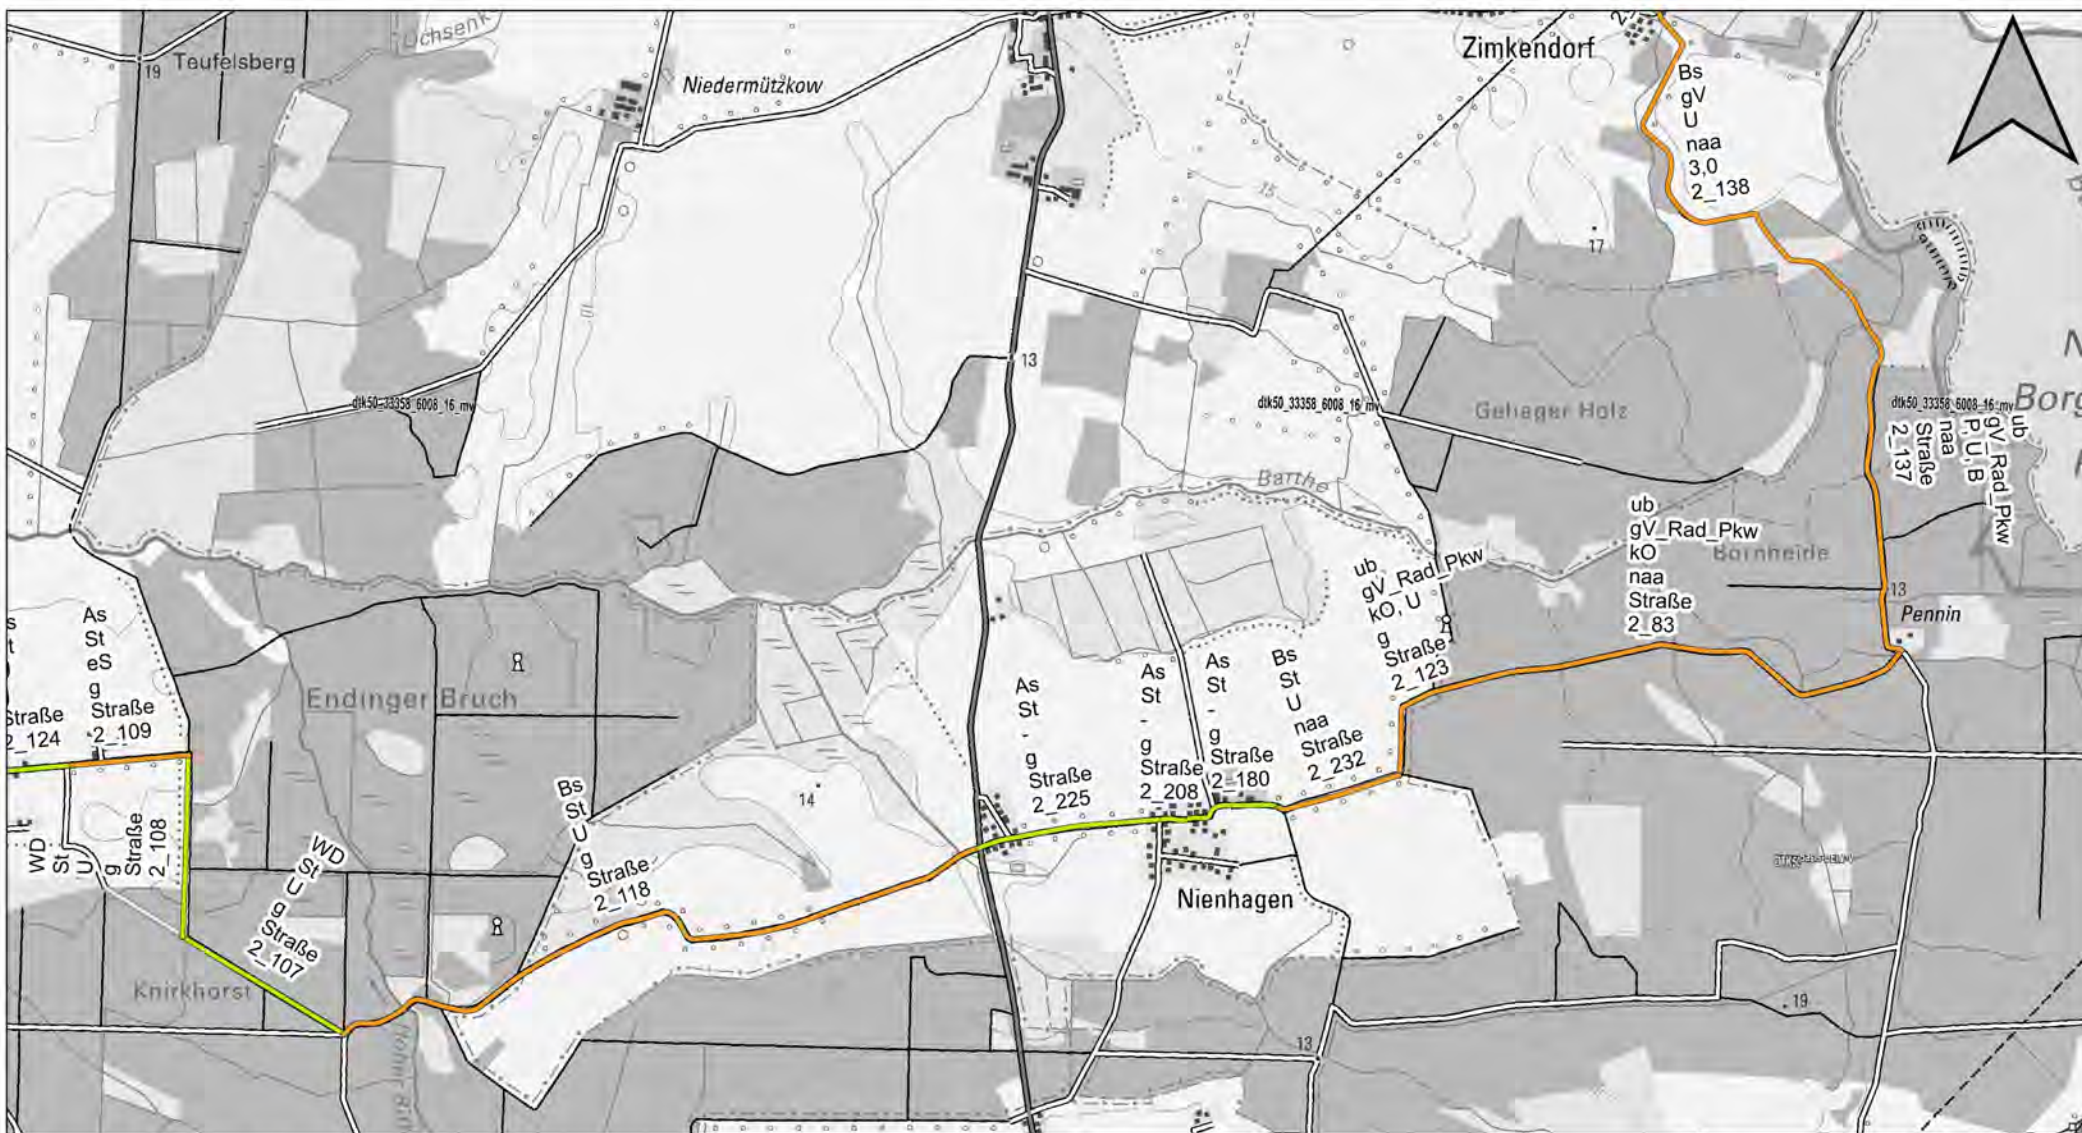 Teufelsberg
19
Niedermützkow
Zimkendorf
Bs
gV
U
naa
3,0
2_138
15
17
10
13
dtk50_33358_6008_16_mv
dtk50_33358_6008_16_mv
Gehager Holz
dtk50_33358_6008_16_mv
Borg
ub
gV_Rad_Pkw
P, U, B
naa
Straße
2_137
Barthe
ub
gV_Rad_Pkw
kO
naa
Straße
2_83
Bornheide
13
Pennin
ub
gV_Rad_Pkw
kO, U
g
Straße
2_123
As
St
eS
g
Straße
2_109
Straße
2_124
Endinger Bruch
As
St
-
g
Straße
2_225
As
St
-
g
Straße
2_208
As
St
-
g
Straße
2_180
Bs
St
U
naa
Straße
2_232
Bs
St
U
g
Straße
2_118
14
WD
St
U
g
Straße
2_108
WD
St
U
g
Straße
2_107
Nienhagen
Knirkhorst
19
13